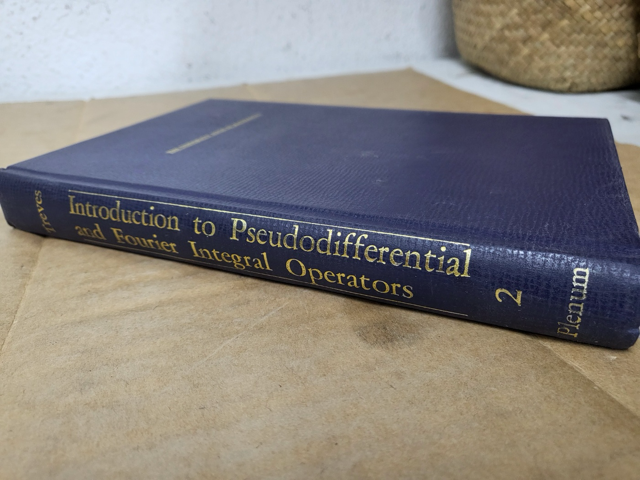 Treves
Introduction to Pseudodifferential
and Fourier Integral Operators
2
Plenum